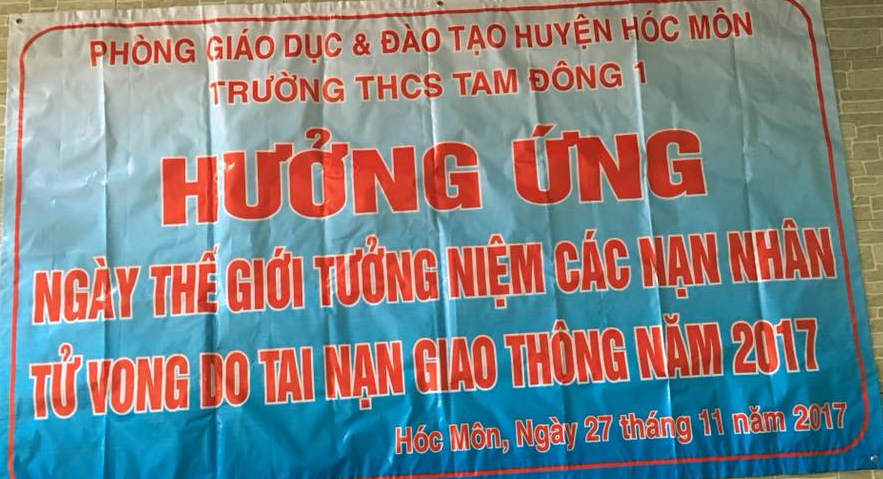 PHÒNG GIÁO DỤC & ĐÀO TẠO HUYỆN HÓC MÔN
TRƯỜNG THCS TAM ĐÔNG 1
HƯỞNG ỨNG
NGÀY THẾ GIỚI TƯỞNG NIỆM CÁC NẠN NHÂN
TỬ VONG DO TAI NẠN GIAO THÔNG NĂM 2017
Hóc Môn, Ngày 27 tháng 11 năm 2017